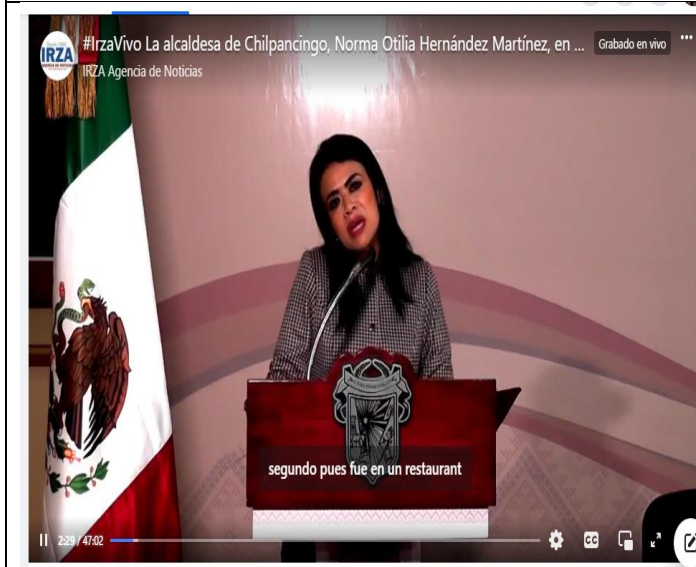 #IrzaVivo La alcaldesa de Chilpancingo, Norma Otilia Hernández Martínez, en ...
Grabado en vivo
IRZA
IRZA Agencia de Noticias
segundo pues fue en un restaurant
2:29 / 47:02
CC